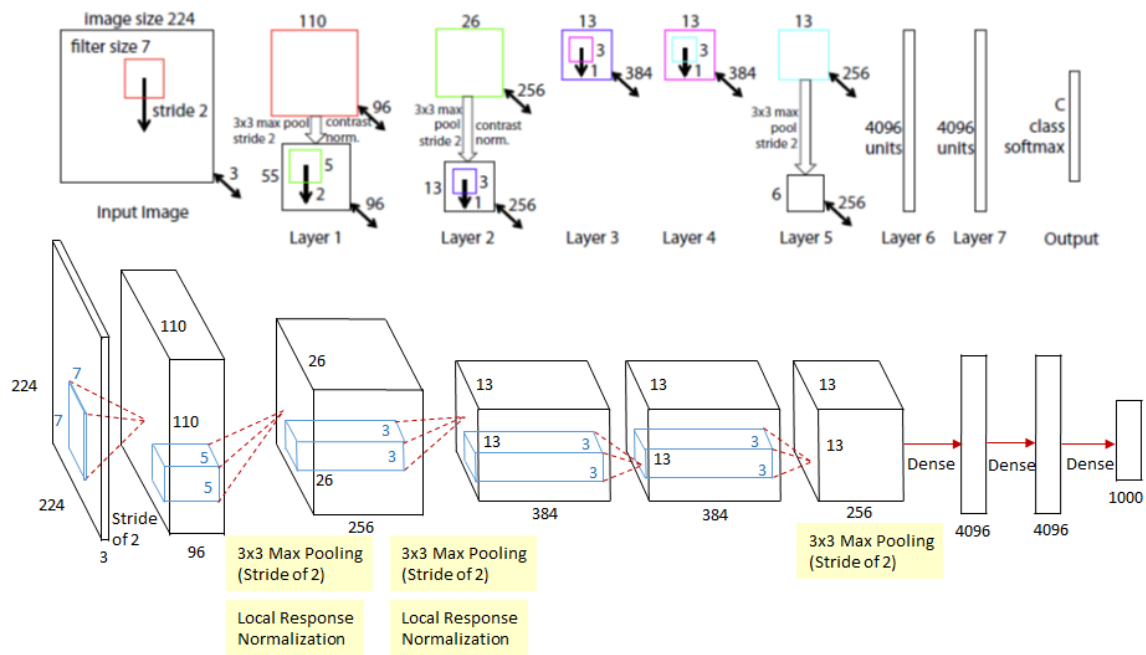 image size 224
filter size 7
stride 2
3
Input Image
110
96
3x3 max pool
stride 2
contrast
norm.
55
5
2
96
Layer 1
26
256
3x3 max
pool
stride 2
contrast
norm.
13
3
1
256
Layer 2
13
3
1
384
Layer 3
13
3
1
384
Layer 4
13
256
3x3 max
pool
stride 2
6
256
Layer 5
4096
units
Layer 6
4096
units
Layer 7
C
class
softmax
Output
224
7
7
224
3
Stride
of 2
110
110
5
5
96
26
3
3
26
256
13
13
3
3
384
13
13
3
3
384
13
13
256
Dense
4096
Dense
4096
Dense
1000
3x3 Max Pooling
(Stride of 2)
Local Response
Normalization
3x3 Max Pooling
(Stride of 2)
Local Response
Normalization
3x3 Max Pooling
(Stride of 2)